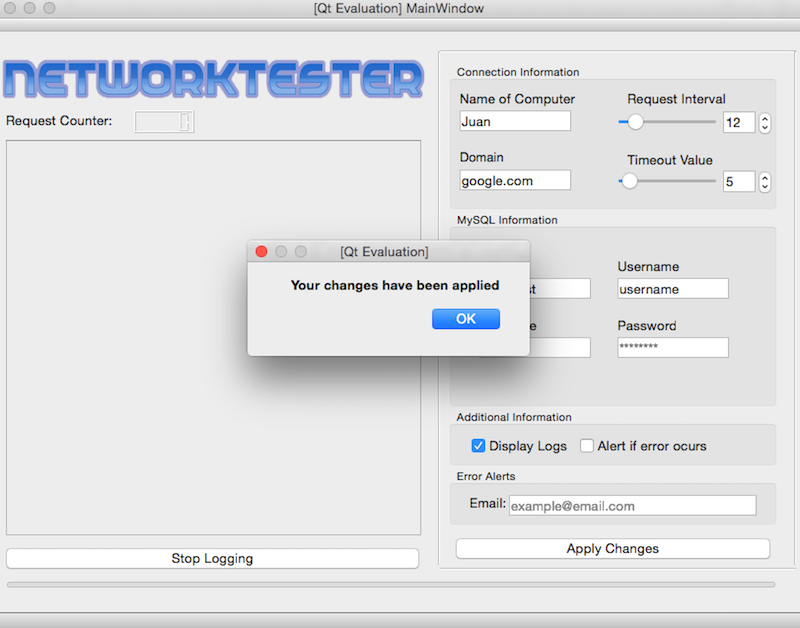 [Qt Evaluation] MainWindow
NETWORKTESTER
Request Counter:
Stop Logging
Connection Information
Name of Computer
Request Interval
Juan
12
Domain
Timeout Value
google.com
5
MySQL Information
Username
username
Password
********
[Qt Evaluation]
Your changes have been applied
OK
Additional Information
Display Logs
Alert if error ocurs
Error Alerts
Email:
example@email.com
Apply Changes